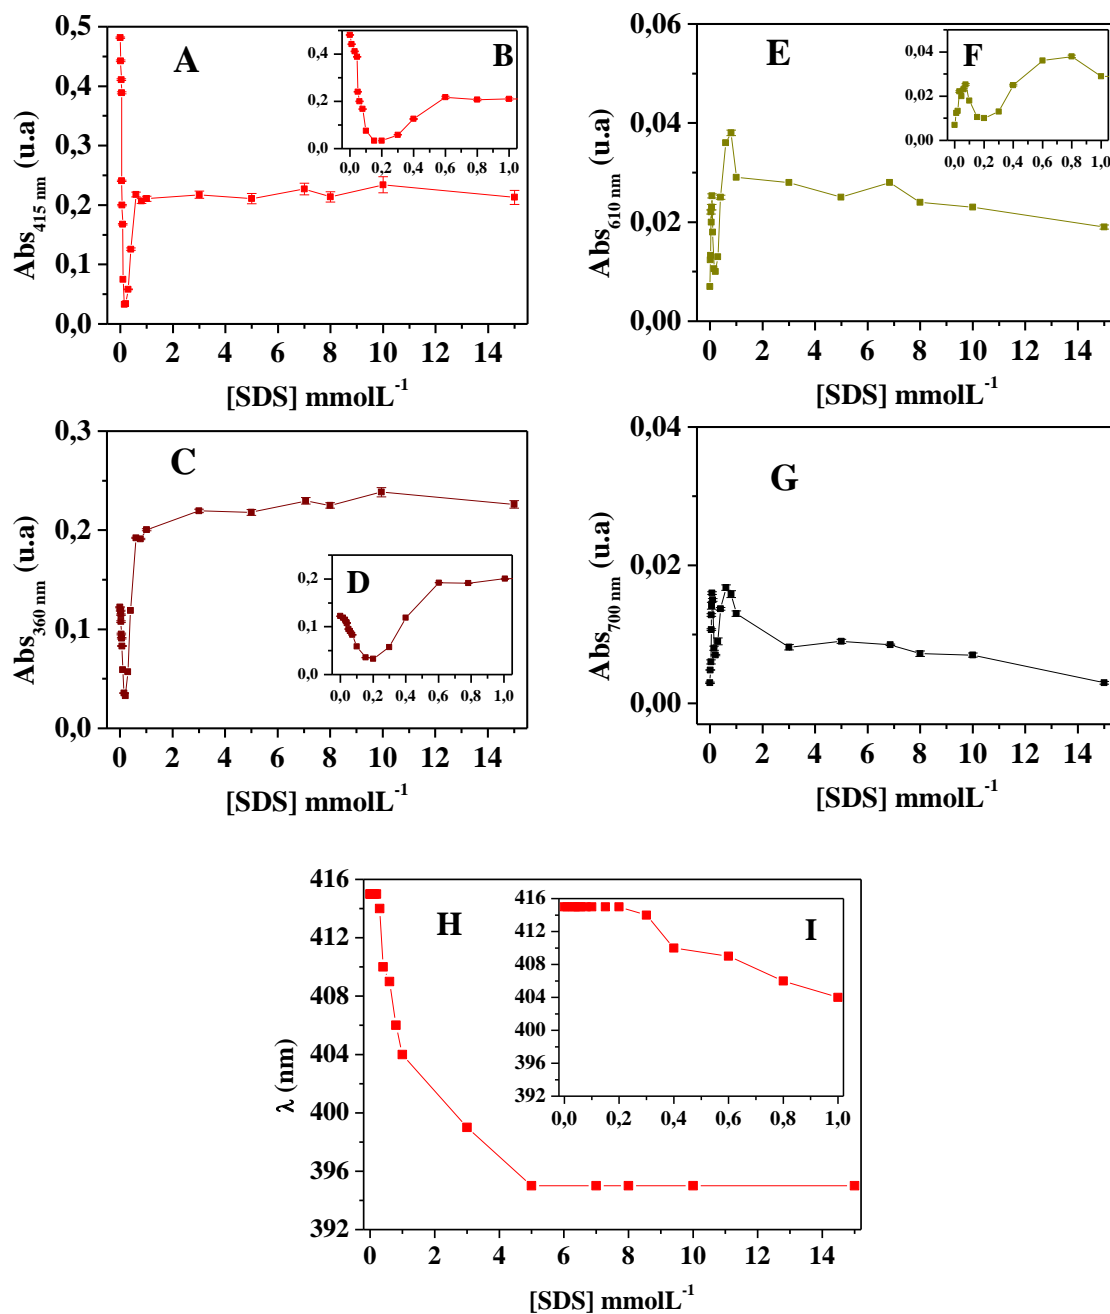 A
0,5
0,4
0,3
0,2
0,1
0,0
Abs415 nm (u.a)
0 2 4 6 8 10 12 14
[SDS] mmolL-1
B
0,4
0,2
0,0
0,0 0,2 0,4 0,6 0,8 1,0
E
0,06
0,04
0,02
0,00
Abs610 nm (u.a)
0 2 4 6 8 10 12 14
[SDS] mmolL-1
F
0,04
0,02
0,00
0,0 0,2 0,4 0,6 0,8 1,0
C
0,3
0,2
0,1
0,0
Abs360 nm (u.a)
0 2 4 6 8 10 12 14
[SDS] mmolL-1
D
0,2
0,1
0,0
0,0 0,2 0,4 0,6 0,8 1,0
G
0,04
0,02
0,00
Abs700 nm (u.a)
0 2 4 6 8 10 12 14
[SDS] mmolL-1
H
416
412
408
404
400
396
392
λ (nm)
0 2 4 6 8 10 12 14
[SDS] mmolL-1
I
416
412
408
404
400
396
392
0,0 0,2 0,4 0,6 0,8 1,0